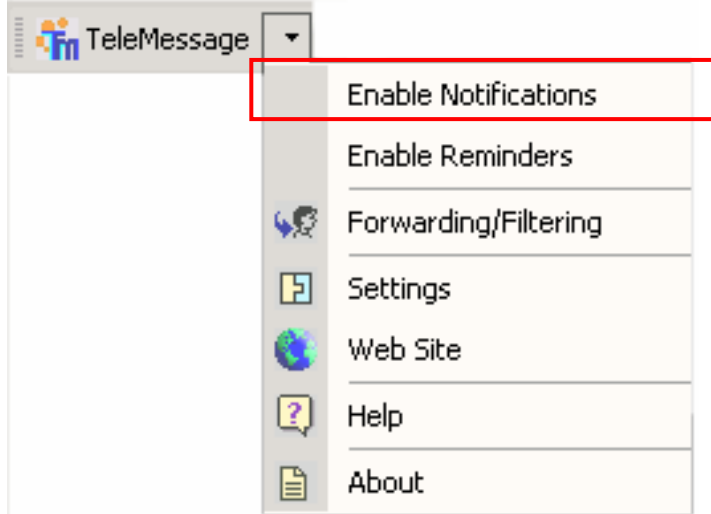 TeleMessage
Enable Notifications
Enable Reminders
Forwarding/Filtering
Settings
Web Site
Help
About